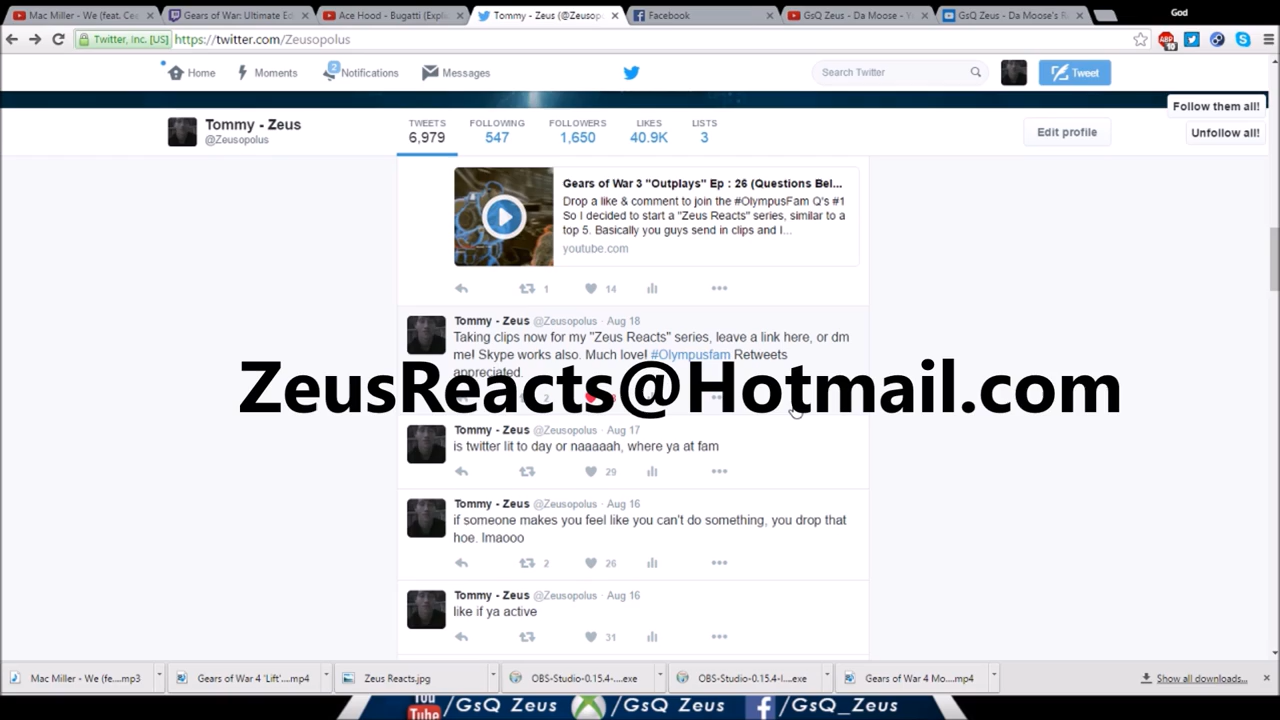 Mac Miller - We (feat. Cee
Gears of War: Ultimate Ed
Ace Hood - Bugatti (Expli
Tommy - Zeus (@Zeusop
Facebook
GsQ Zeus - Da Moose - Y
GsQ Zeus - Da Moose's R
God
Twitter, Inc. [US]
https://twitter.com/Zeusopolus
ABP
10
Home
Moments
2
Notifications
Messages
Search Twitter
Tweet
Follow them all!
Unfollow all!
Tommy - Zeus
@Zeusopolus
TWEETS
6,979
FOLLOWING
547
FOLLOWERS
1,650
LIKES
40.9K
LISTS
3
Edit profile
Gears of War 3 "Outplays" Ep : 26 (Questions Bel...
Drop a like & comment to join the #OlympusFam Q's #1
So I decided to start a "Zeus Reacts" series, similar to a
top 5. Basically you guys send in clips and I...
youtube.com
1
14
Tommy - Zeus @Zeusopolus · Aug 18
Taking clips now for my "Zeus Reacts" series, leave a link here, or dm
me! Skype works also. Much love! #Olympusfam Retweets
appreciated.
2
ZeusReacts@Hotmail.com
Tommy - Zeus @Zeusopolus · Aug 17
is twitter lit to day or naaaaah, where ya at fam
29
Tommy - Zeus @Zeusopolus · Aug 16
if someone makes you feel like you can't do something, you drop that
hoe. lmaooo
2
26
Tommy - Zeus @Zeusopolus · Aug 16
like if ya active
31
Mac Miller - We (fe....mp3
Gears of War 4 'Lift'....mp4
Zeus Reacts.jpg
OBS-Studio-0.15.4-....exe
OBS-Studio-0.15.4-I....exe
Gears of War 4 Mo....mp4
Show all downloads...
You
Tube
/GsQ Zeus
/GsQ Zeus
/GsQ_Zeus